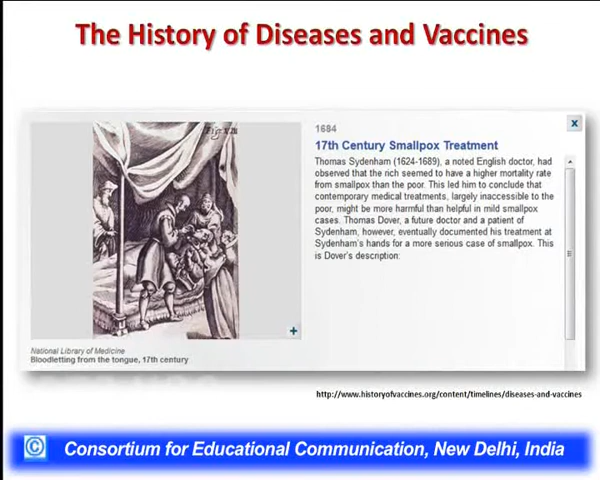 The History of Diseases and Vaccines
x
1684
17th Century Smallpox Treatment
Thomas Sydenham (1624-1689), a noted English doctor, had
observed that the rich seemed to have a higher mortality rate
from smallpox than the poor. This led him to conclude that
contemporary medical treatments, largely inaccessible to the
poor, might be more harmful than helpful in mild smallpox
cases. Thomas Dover, a future doctor and a patient of
Sydenham, however, eventually documented his treatment at
Sydenham's hands for a more serious case of smallpox. This
is Dover's description:
National Library of Medicine
Bloodletting from the tongue, 17th century
http://www.historyofvaccines.org/content/timelines/diseases-and-vaccines
© Consortium for Educational Communication, New Delhi, India